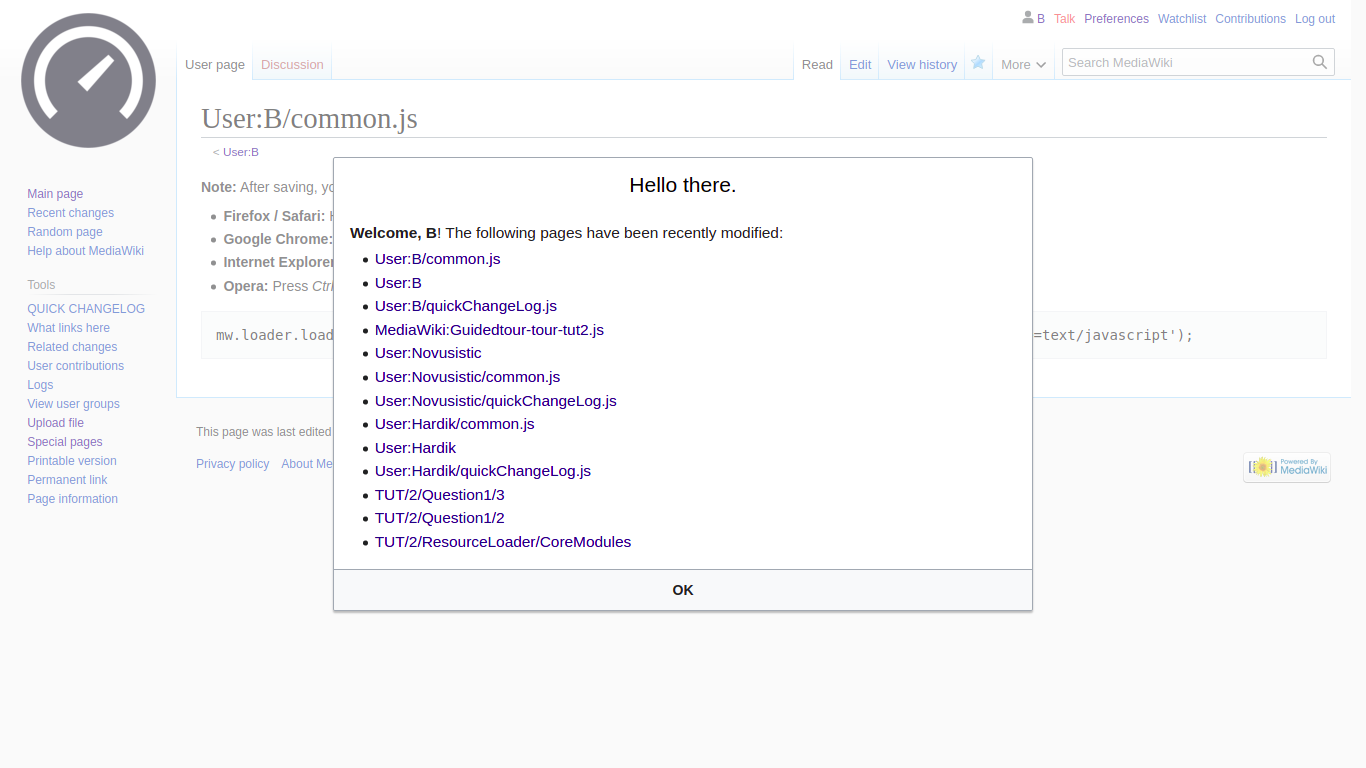 B Talk Preferences Watchlist Contributions Log out
User page Discussion Read Edit View history More Search MediaWiki
User:B/common.js
< User:B
Note: After saving,
Firefox / Safari:
Google Chrome:
Internet Explorer
Opera: Press Ctrl
mw.loader.load =text/javascript');
This page was last edited
Privacy policy About
Powered By
MediaWiki
Main page
Recent changes
Random page
Help about MediaWiki
Tools
QUICK CHANGELOG
What links here
Related changes
User contributions
Logs
View user groups
Upload file
Special pages
Printable version
Permanent link
Page information
Hello there.
Welcome, B! The following pages have been recently modified:
User:B/common.js
User:B
User:B/quickChangeLog.js
MediaWiki:Guidedtour-tour-tut2.js
User:Novusistic
User:Novusistic/common.js
User:Novusistic/quickChangeLog.js
User:Hardik/common.js
User:Hardik
User:Hardik/quickChangeLog.js
TUT/2/Question1/3
TUT/2/Question1/2
TUT/2/ResourceLoader/CoreModules
OK